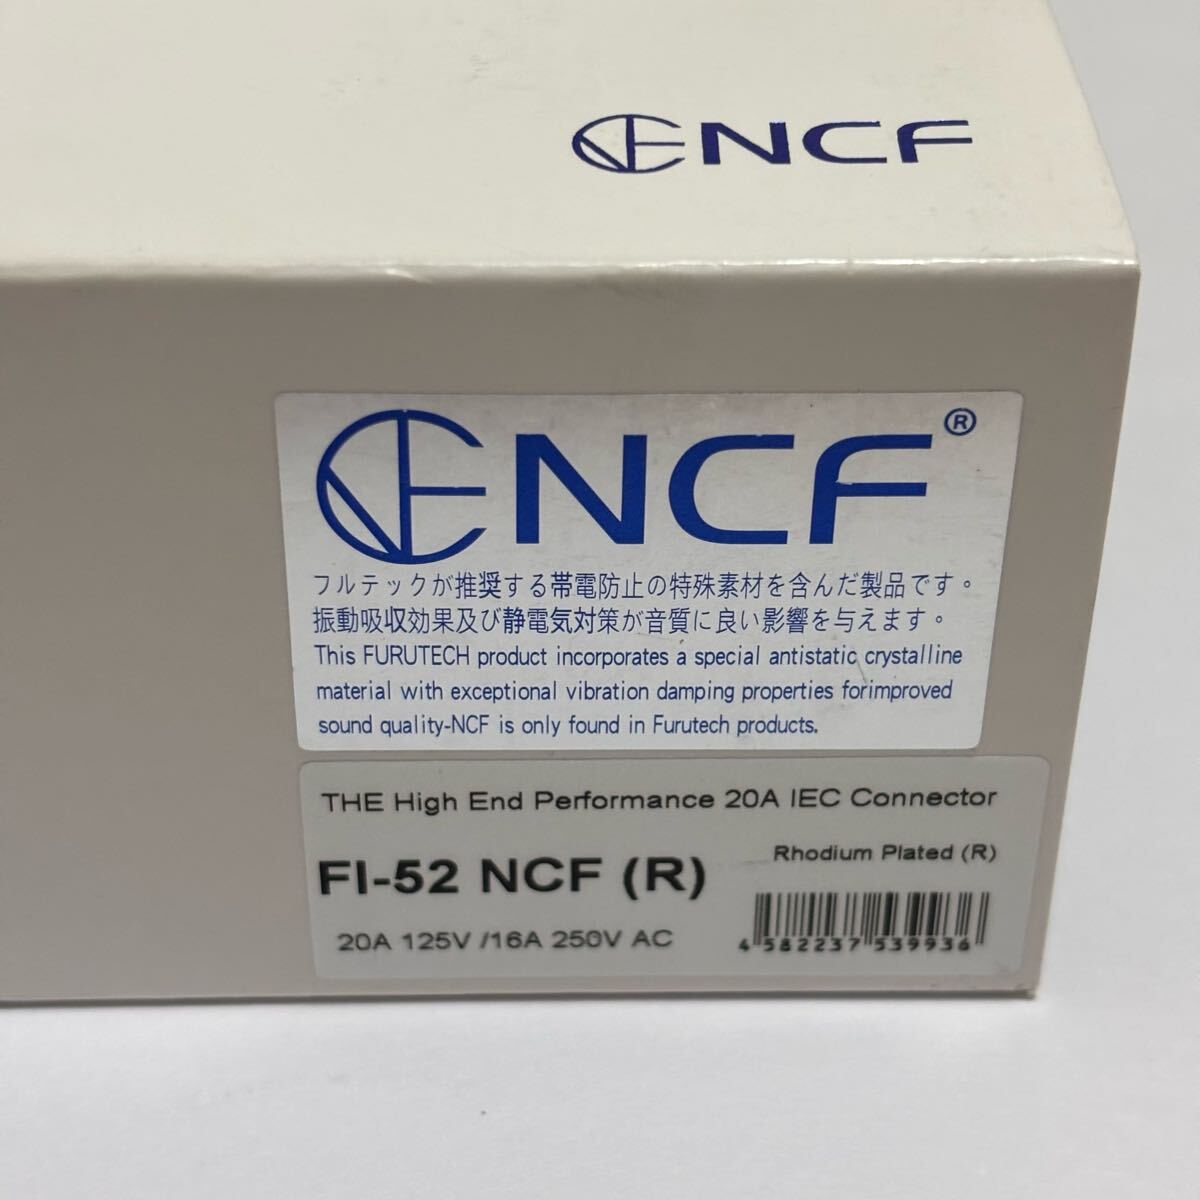 NCF
NCF®
フルテックが推奨する帯電防止の特殊素材を含んだ製品です。
振動吸収効果及び静電気対策が音質に良い影響を与えます。
This FURUTECH product incorporates a special antistatic crystalline
material with exceptional vibration damping properties forimproved
sound quality-NCF is only found in Furutech products.
THE High End Performance 20A IEC Connector
Rhodium Plated (R)
FI-52 NCF (R)
20A 125V /16A 250V AC
4 582237 539936